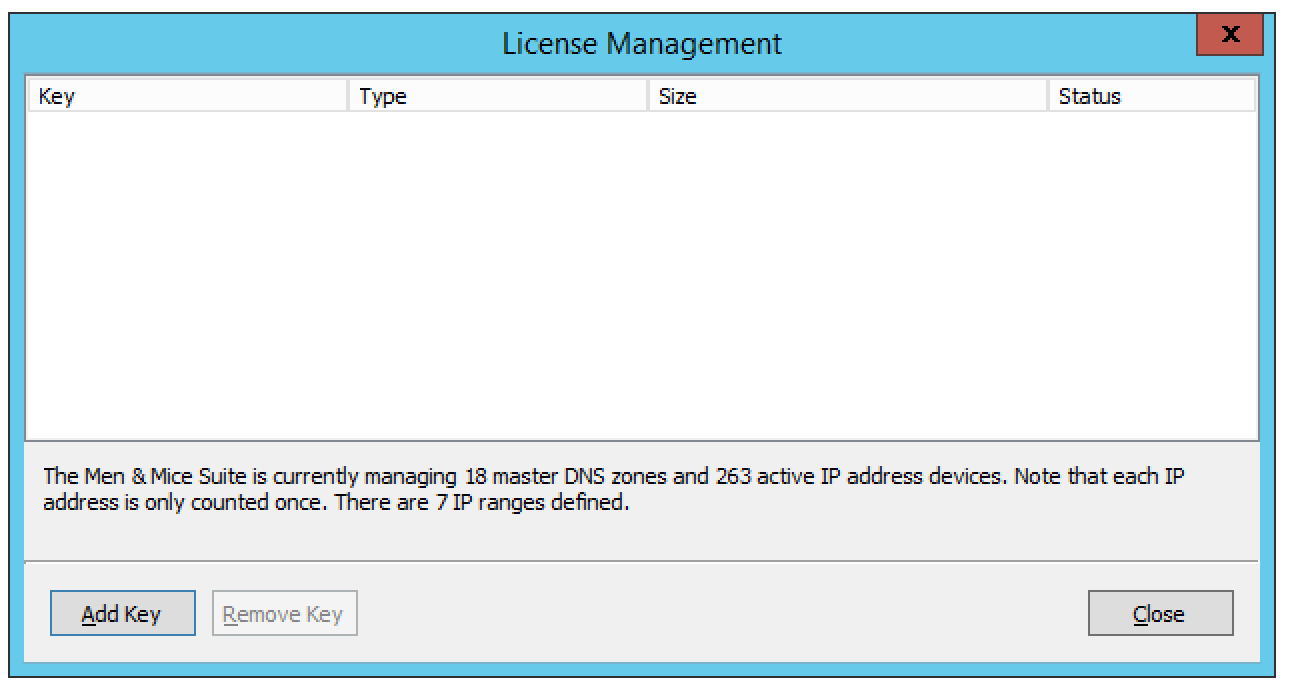 License Management
x
Key Type Size Status
The Men & Mice Suite is currently managing 18 master DNS zones and 263 active IP address devices. Note that each IP
address is only counted once. There are 7 IP ranges defined.
Add Key Remove Key Close